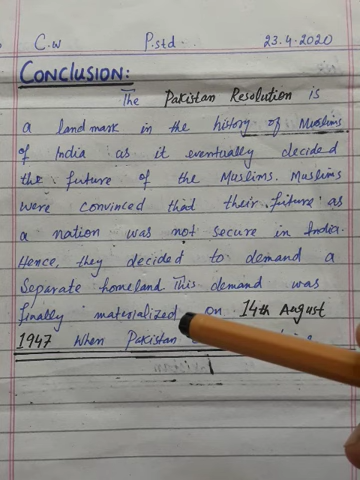 C.w P.std. 23.4.2020
CONCLUSION:
The Pakistan Resolution is
a landmark in the history of Muslims
of India as it eventually decided
the future of the Muslims. Muslims
were convinced that their future as
a nation was not secure in India.
Hence, they decided to demand a
Separate homeland This demand was
finally materialized on 14th August
1947 When Pakistan